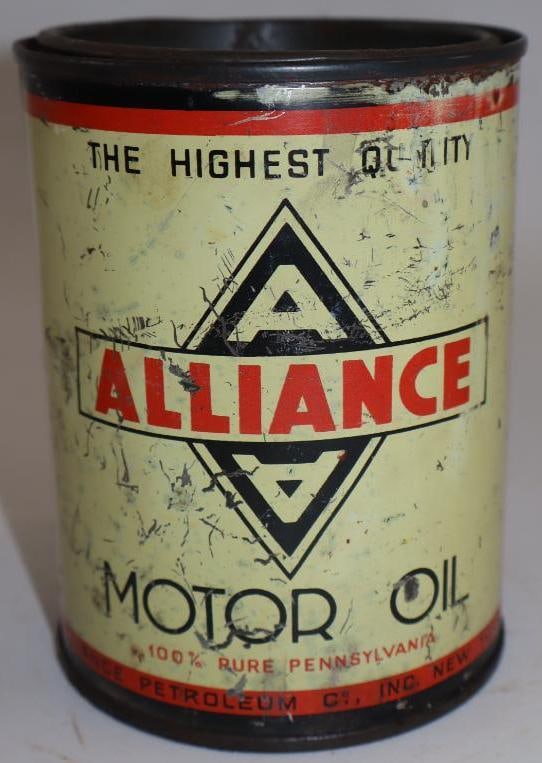 THE HIGHEST QUALITY
A
ALLIANCE
A
MOTOR OIL
100% PURE PENNSYLVANIA
PETROLEUM Co., INC. NEW